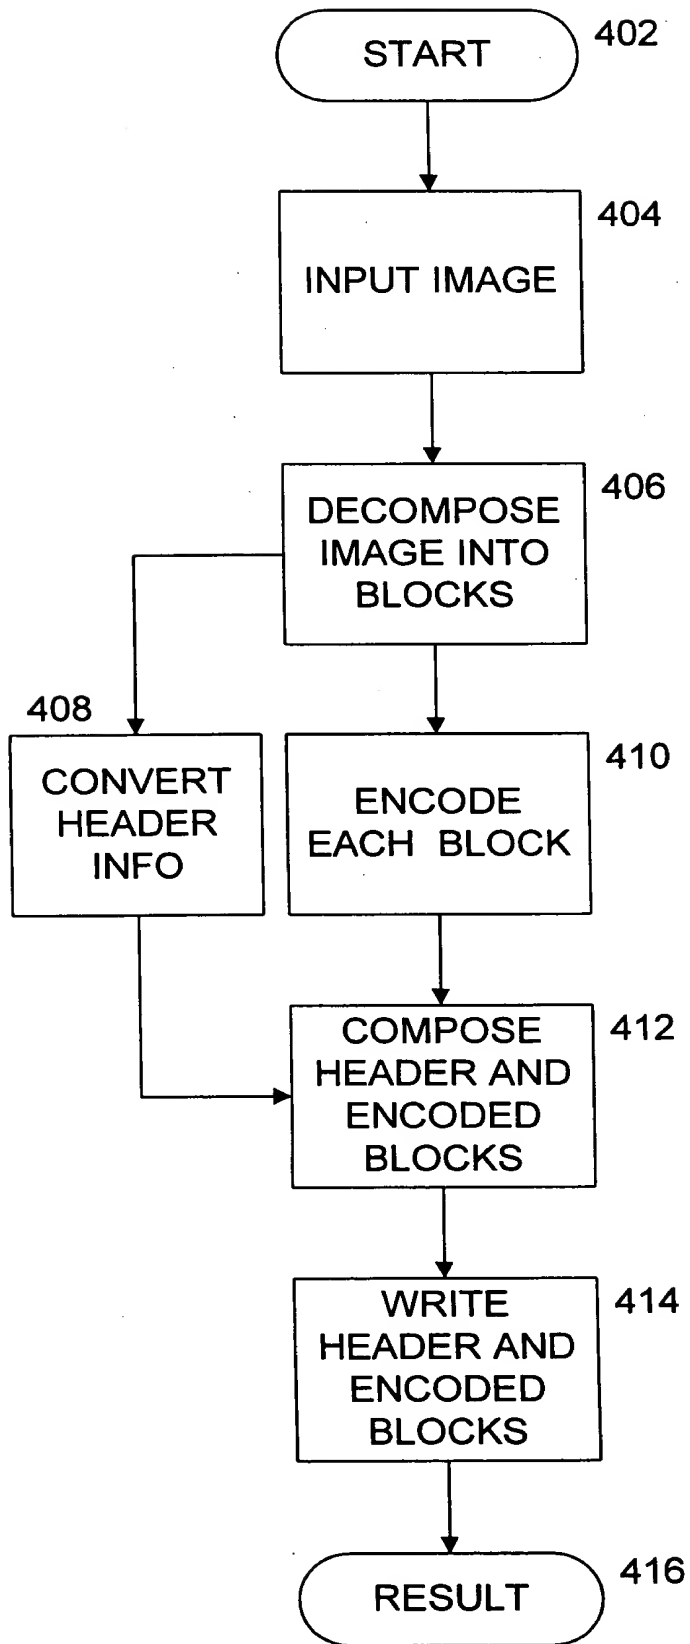 START
402
INPUT IMAGE
404
DECOMPOSE
IMAGE INTO
BLOCKS
406
408
CONVERT
HEADER
INFO
ENCODE
EACH BLOCK
410
COMPOSE
HEADER AND
ENCODED
BLOCKS
412
WRITE
HEADER AND
ENCODED
BLOCKS
414
RESULT
416